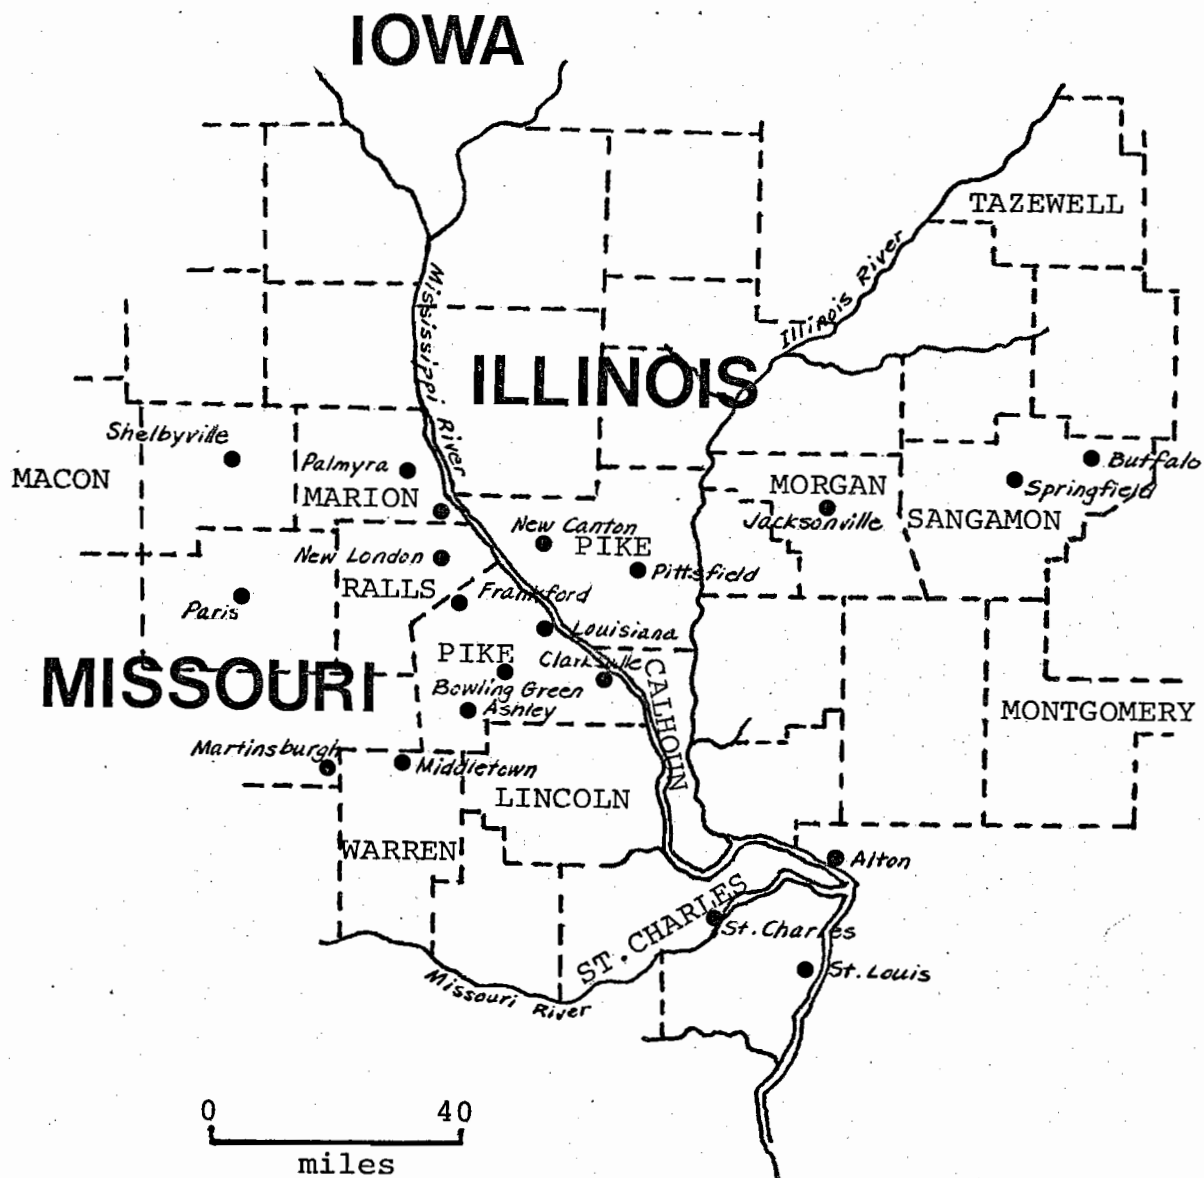 IOWA
TAZEWELL
Mississippi River
Illinois River
ILLINOIS
Shelbyville
Palmyra
MACON
MARION
MORGAN
Buffalo
Springfield
Jacksonville
SANGAMON
New Canton
PIKE
New London
Pittsfield
RALLS
Frankford
Paris
Louisiana
PIKE
Clarksville
MISSOURI
CALHOUN
Bowling Green
Ashley
MONTGOMERY
Martinsburgh
Middletown
LINCOLN
WARREN
Alton
ST. CHARLES
St. Charles
St. Louis
Missouri River
0 40
miles